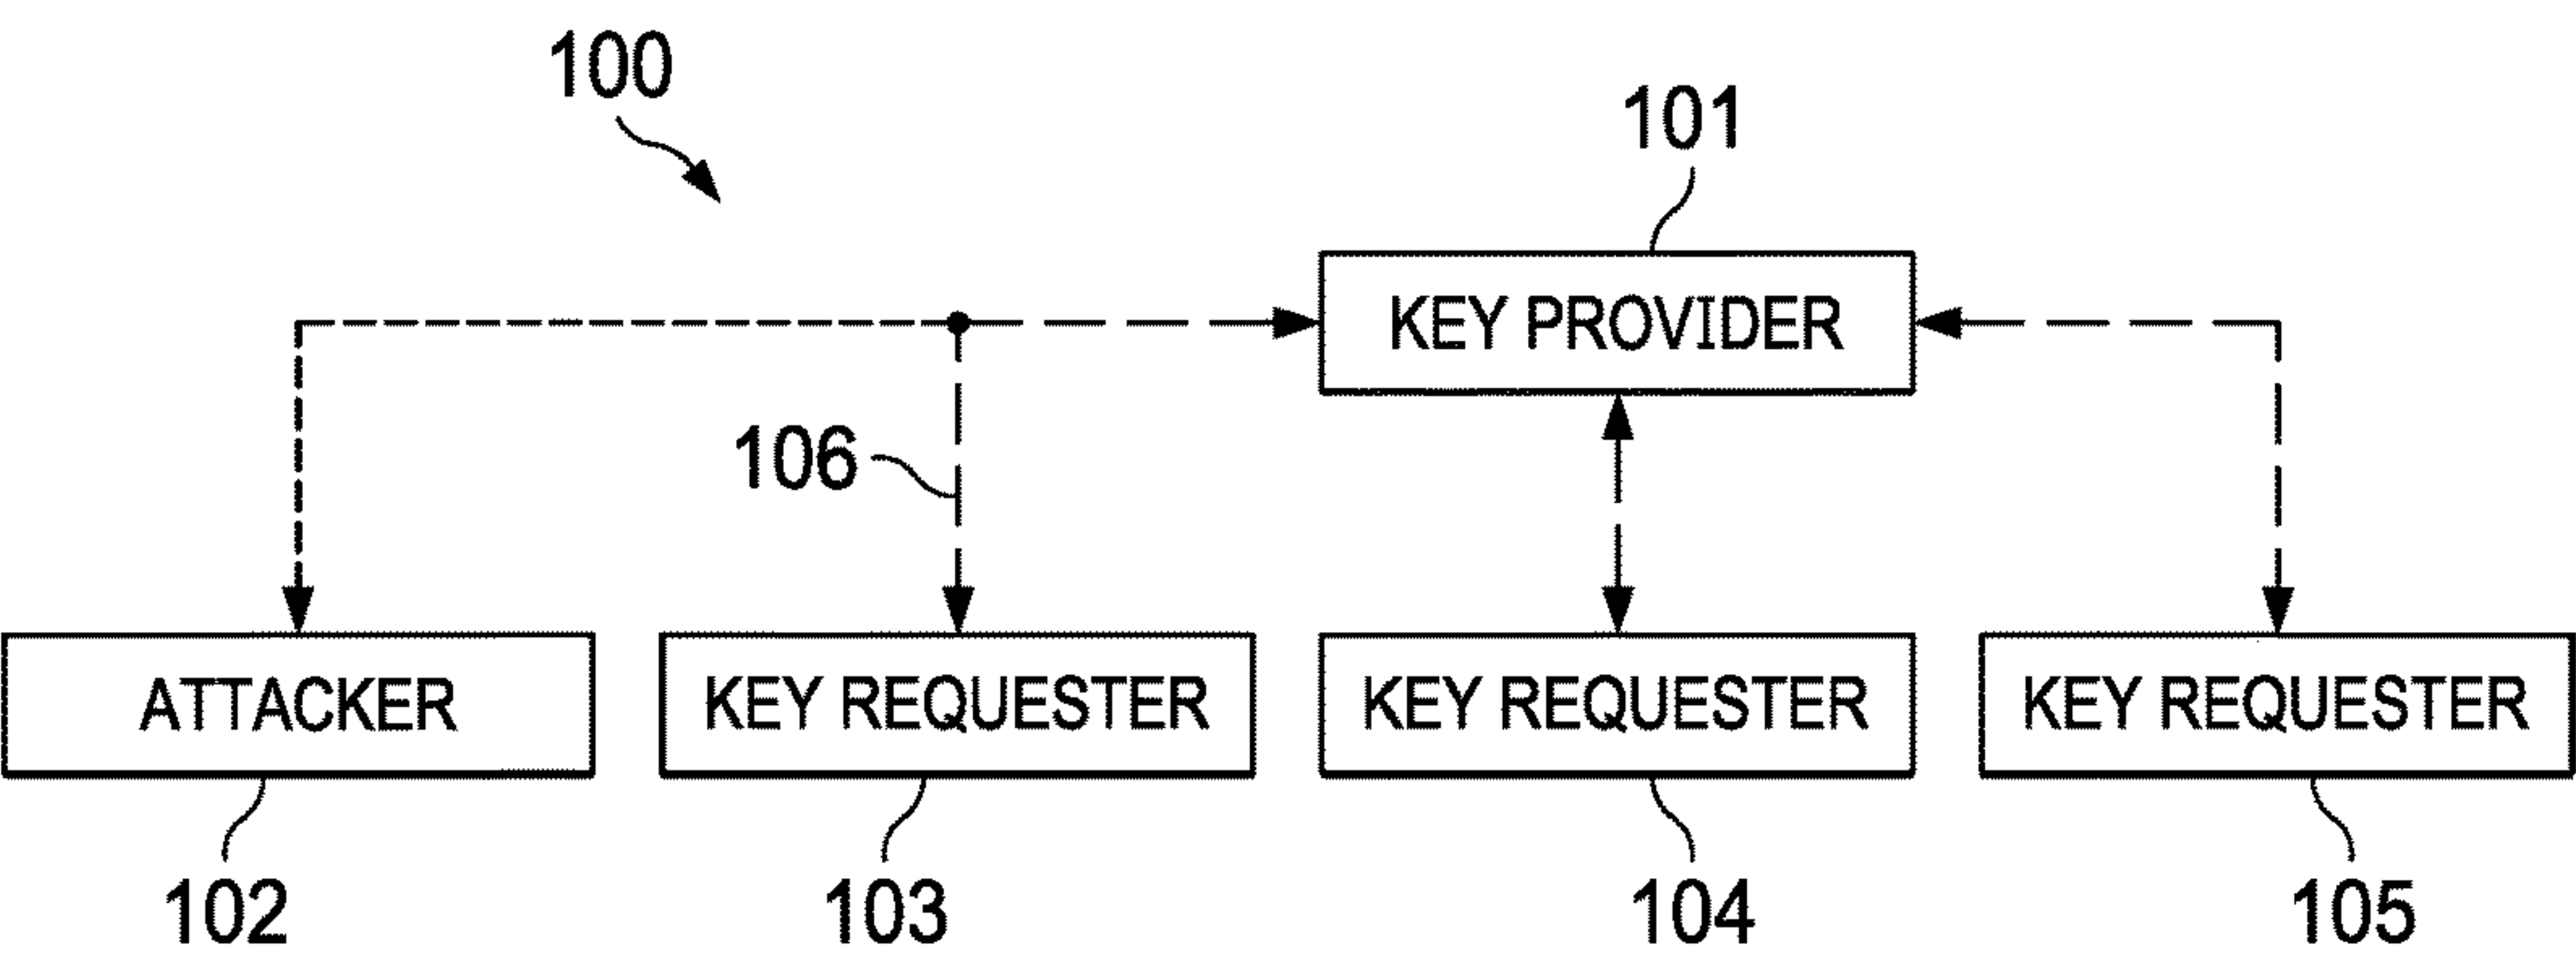 100
101
KEY PROVIDER
106
ATTACKER
KEY REQUESTER
KEY REQUESTER
KEY REQUESTER
102
103
104
105